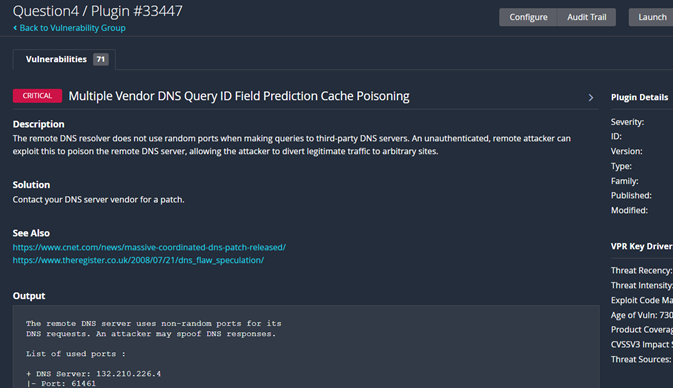 Question4 / Plugin #33447
Configure
Audit Trail
Launch
‹ Back to Vulnerability Group
Vulnerabilities 71
CRITICAL Multiple Vendor DNS Query ID Field Prediction Cache Poisoning
Description
The remote DNS resolver does not use random ports when making queries to third-party DNS servers. An unauthenticated, remote attacker can
exploit this to poison the remote DNS server, allowing the attacker to divert legitimate traffic to arbitrary sites.
Solution
Contact your DNS server vendor for a patch.
See Also
https://www.cnet.com/news/massive-coordinated-dns-patch-released/
https://www.theregister.co.uk/2008/07/21/dns_flaw_speculation/
Output
The remote DNS server uses non-random ports for its
DNS requests. An attacker may spoof DNS responses.
List of used ports :
+ DNS Server: 132.210.226.4
|- Port: 61461
Plugin Details
Severity:
ID:
Version:
Type:
Family:
Published:
Modified:
VPR Key Driver
Threat Recency:
Threat Intensity:
Exploit Code Ma
Age of Vuln: 730
Product Coverag
CVSSV3 Impact S
Threat Sources: